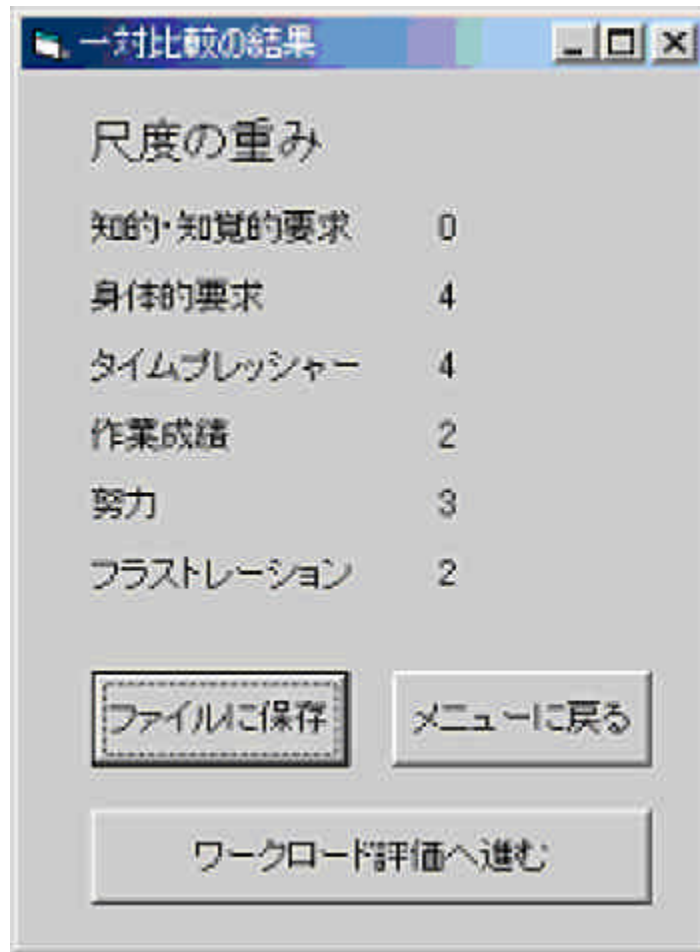 一対比較の結果
尺度の重み
知的・知覚的要求 0
身体的要求 4
タイムプレッシャー 4
作業成績 2
努力 3
フラストレーション 2
ファイルに保存 メニューに戻る
ワークロード評価へ進む